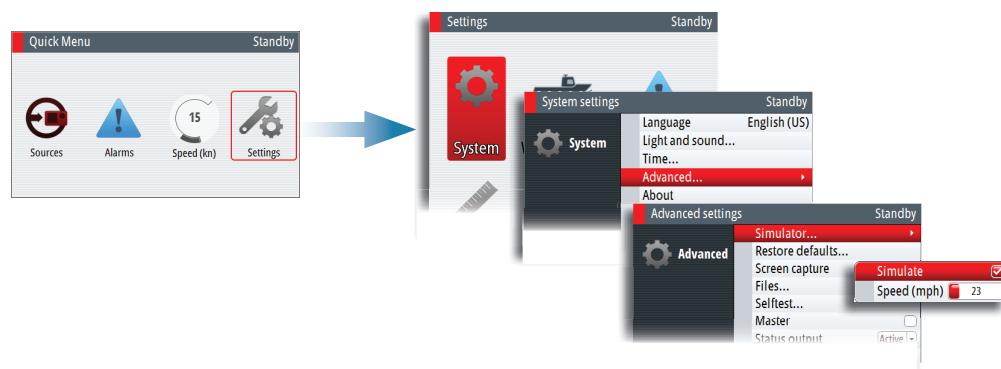 Quick Menu Standby
15
Sources Alarms Speed (kn) Settings
Settings Standby
System
System settings Standby
System
Language English (US)
Light and sound...
Time...
Advanced...
About
Advanced settings Standby
Advanced
Simulator...
Restore defaults...
Screen capture
Files...
Selftest...
Master
Status output Active
Simulate
Speed (mph) 23